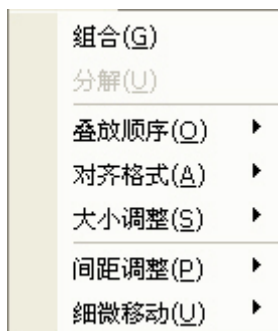 组合(G)
分解(U)
叠放顺序(O)
对齐格式(A)
大小调整(S)
间距调整(P)
细微移动(U)